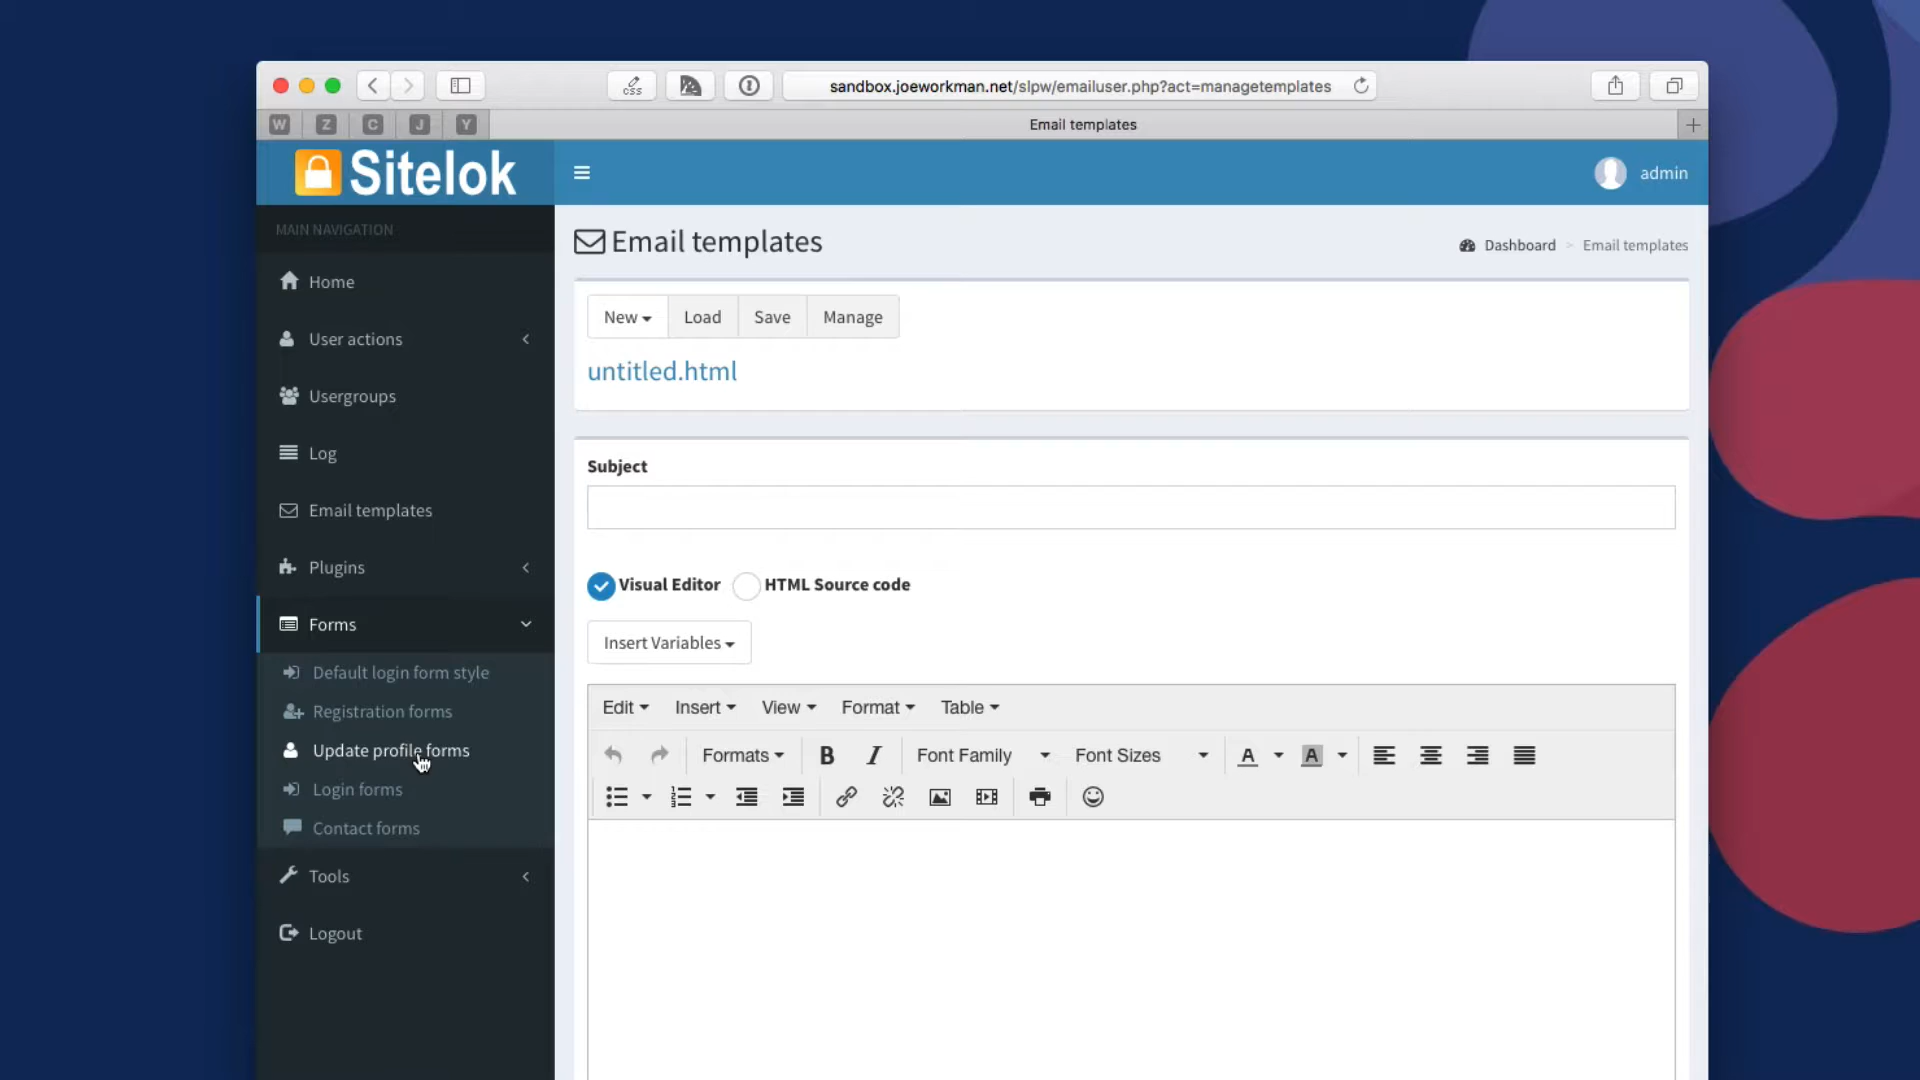 sandbox.joeworkman.net/slpw/emailuser.php?act=managetemplates
W Z C J Y
Email templates
Sitelok
admin
MAIN NAVIGATION
Home
User actions
Usergroups
Log
Email templates
Plugins
Forms
Default login form style
Registration forms
Update profile forms
Login forms
Contact forms
Tools
Logout
Email templates
Dashboard > Email templates
New Load Save Manage
untitled.html
Subject
Visual Editor HTML Source code
Insert Variables
Edit Insert View Format Table
Formats B I Font Family Font Sizes A A